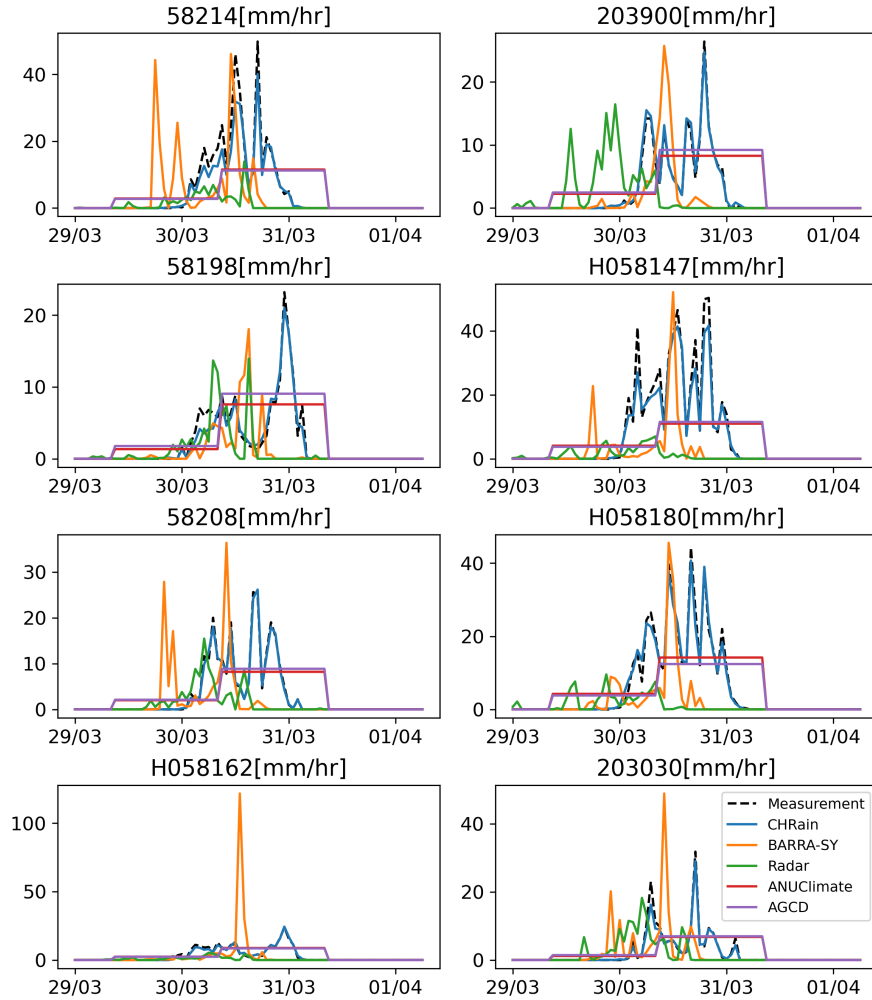 58214[mm/hr]
40
20
0
29/03 30/03 31/03 01/04
203900[mm/hr]
20
10
0
29/03 30/03 31/03 01/04
58198[mm/hr]
20
10
0
29/03 30/03 31/03 01/04
H058147[mm/hr]
40
20
0
29/03 30/03 31/03 01/04
58208[mm/hr]
30
20
10
0
29/03 30/03 31/03 01/04
H058180[mm/hr]
40
20
0
29/03 30/03 31/03 01/04
H058162[mm/hr]
100
50
0
29/03 30/03 31/03 01/04
203030[mm/hr]
40
20
0
29/03 30/03 31/03 01/04
Measurement
CHRain
BARRA-SY
Radar
ANUClimate
AGCD